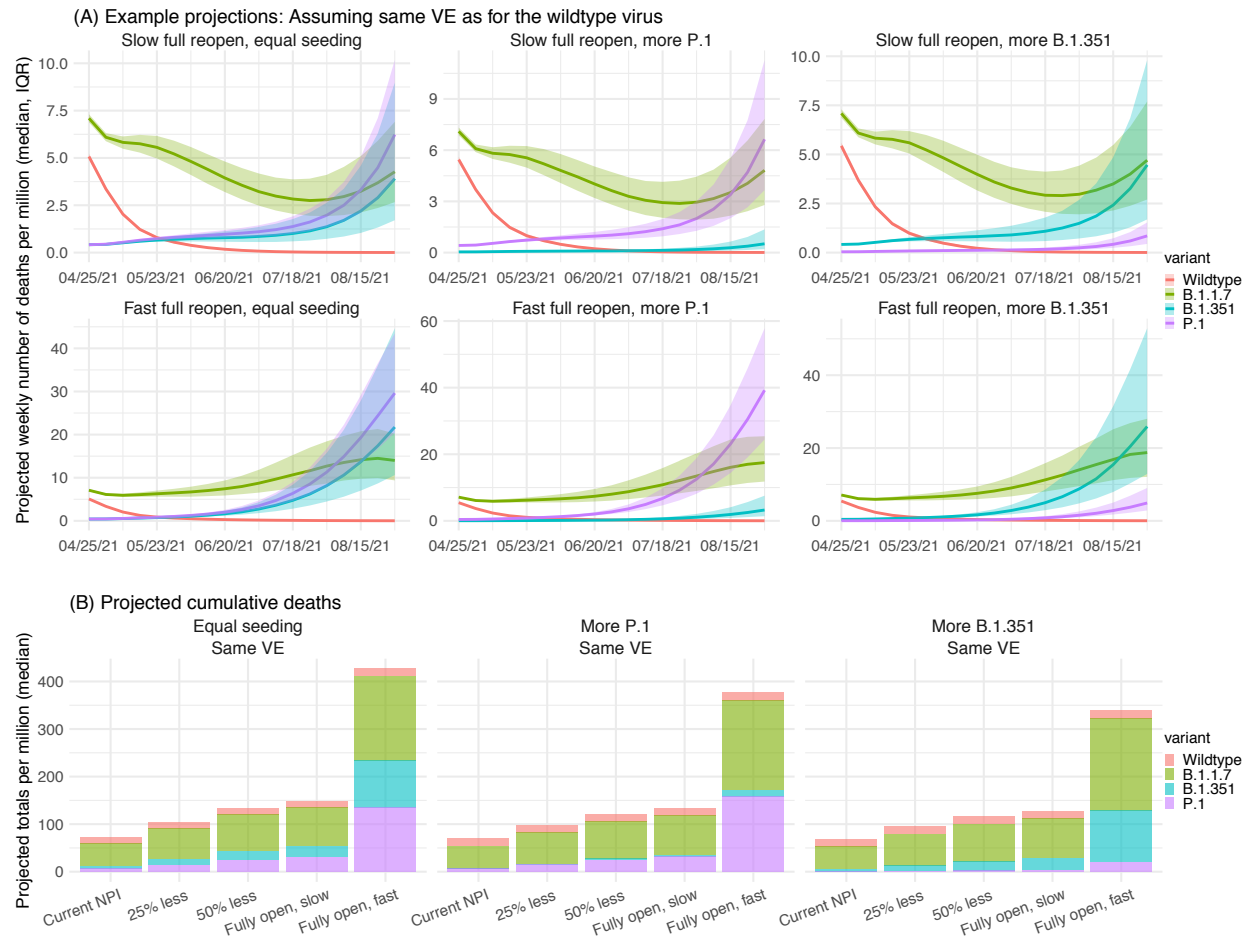 (A) Example projections: Assuming same VE as for the wildtype virus
Slow full reopen, equal seeding
Slow full reopen, more P.1
Slow full reopen, more B.1.351
Projected weekly number of deaths per million (median, IQR)
10.0
7.5
5.0
2.5
0.0
04/25/21 05/23/21 06/20/21 07/18/21 08/15/21
9
6
3
0
04/25/21 05/23/21 06/20/21 07/18/21 08/15/21
10.0
7.5
5.0
2.5
0.0
04/25/21 05/23/21 06/20/21 07/18/21 08/15/21
variant
Wildtype
B.1.1.7
B.1.351
P.1
Fast full reopen, equal seeding
Fast full reopen, more P.1
Fast full reopen, more B.1.351
40
30
20
10
0
04/25/21 05/23/21 06/20/21 07/18/21 08/15/21
60
40
20
0
04/25/21 05/23/21 06/20/21 07/18/21 08/15/21
40
20
0
04/25/21 05/23/21 06/20/21 07/18/21 08/15/21
(B) Projected cumulative deaths
Equal seeding
Same VE
More P.1
Same VE
More B.1.351
Same VE
Projected totals per million (median)
400
300
200
100
0
Current NPI
25% less
50% less
Fully open, slow
Fully open, fast
Current NPI
25% less
50% less
Fully open, slow
Fully open, fast
Current NPI
25% less
50% less
Fully open, slow
Fully open, fast
variant
Wildtype
B.1.1.7
B.1.351
P.1